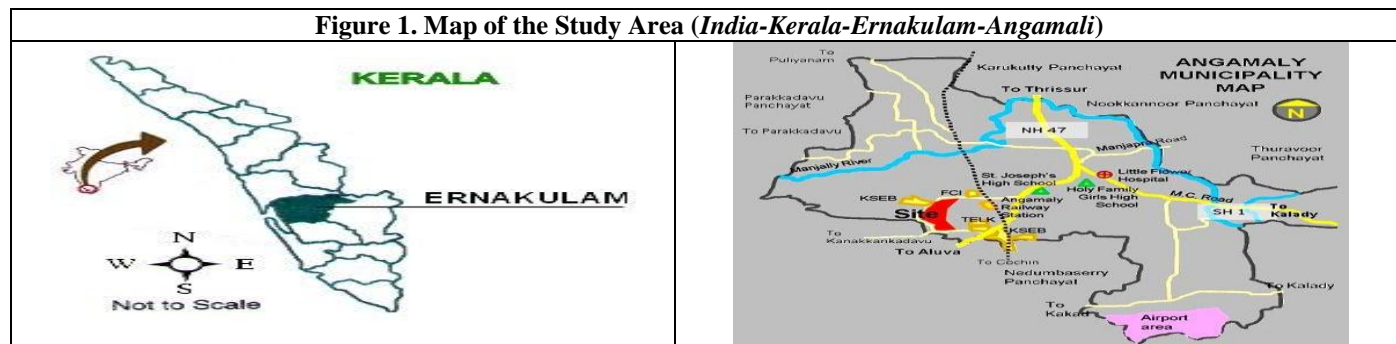 Figure 1. Map of the Study Area (India-Kerala-Ernakulam-Angamali)
KERALA
ERNAKULAM
N
W E
S
Not to Scale
To
Puliyanam
Karukutty Panchayat
ANGAMALY
MUNICIPALITY
MAP
N
To Thrissur
Parakkadavu
Panchayat
Nookkannoor Panchayat
NH 47
To Parakkadavu
Manjapra Road
Thuravoor
Panchayat
Manjally River
St. Joseph's
High School
Little Flower
Hospital
FCI
Holy Family
Girls High
School
KSEB
Angamaly
Railway
Station
M.C. Road
Site
SH 1
To
Kalady
TELK
KSEB
To
Kanakkankadavu
To Aluva
To Cochin
Nedumbaserry
Panchayat
To Kalady
To
Kakad
Airport
area